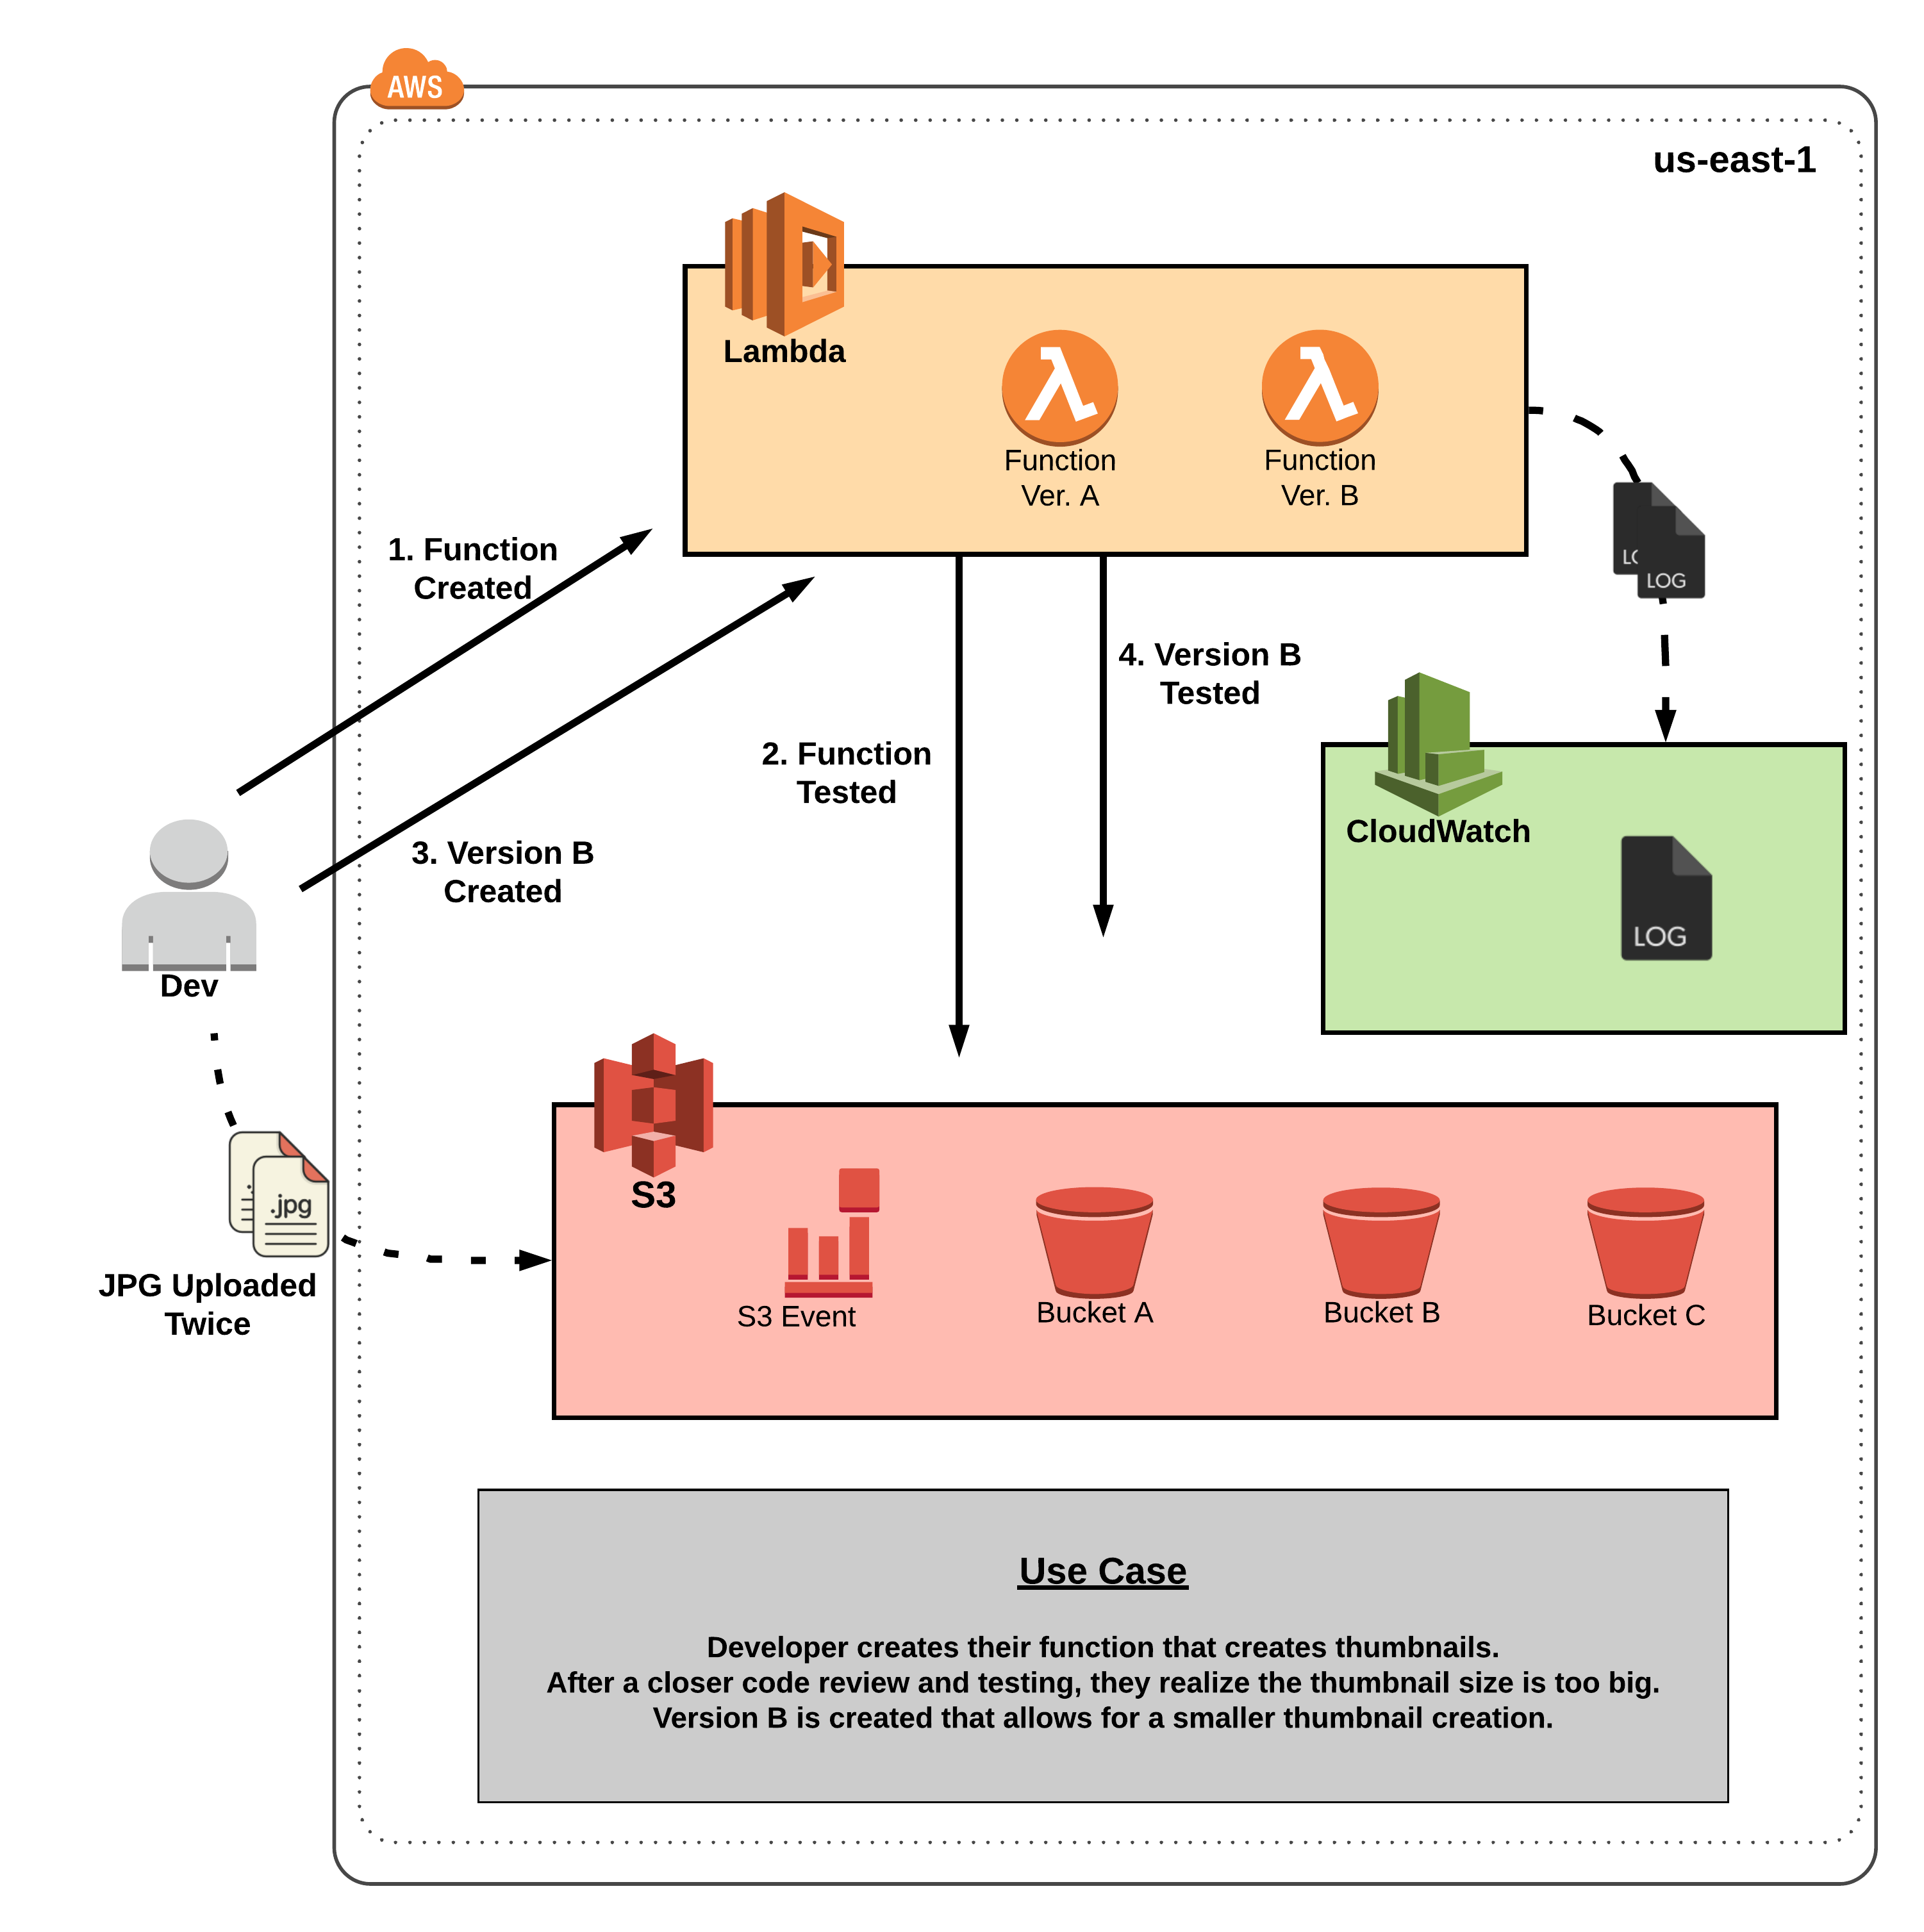 AWS
us-east-1
Lambda
Function
Ver. A
Function
Ver. B
1. Function
Created
LOG
4. Version B
Tested
2. Function
Tested
CloudWatch
3. Version B
Created
LOG
Dev
.jpg
S3
JPG Uploaded
Twice
S3 Event
Bucket A
Bucket B
Bucket C
Use Case
Developer creates their function that creates thumbnails.
After a closer code review and testing, they realize the thumbnail size is too big.
Version B is created that allows for a smaller thumbnail creation.